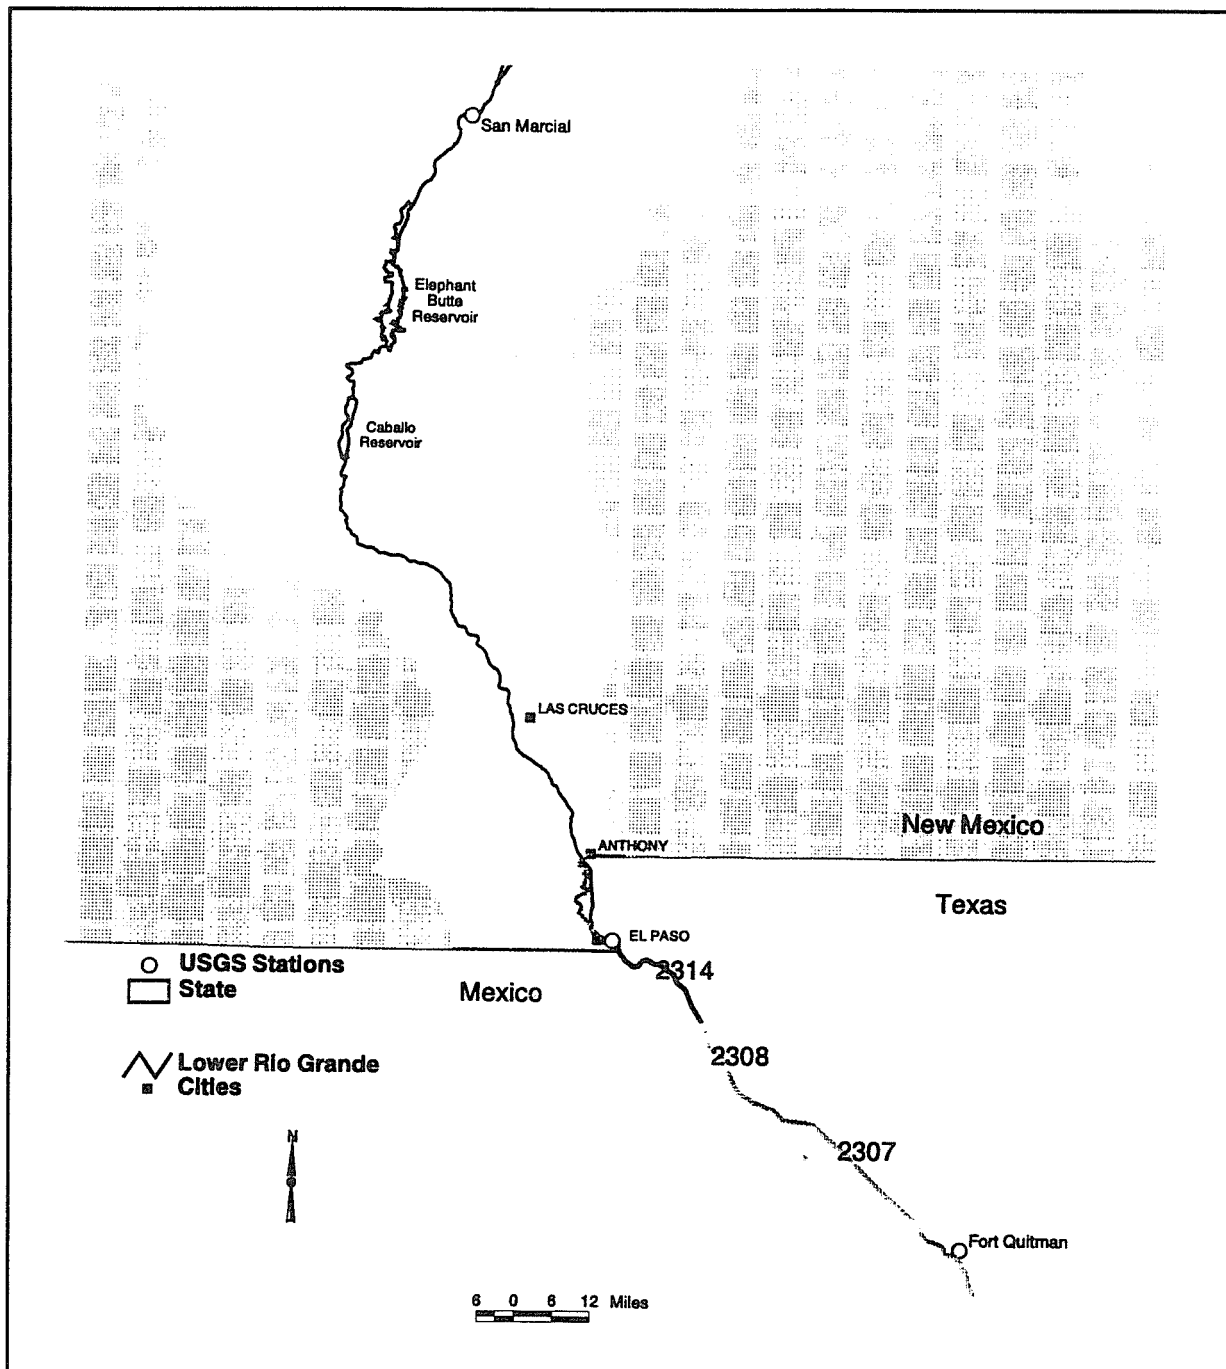 San Marcial
Elephant
Butte
Reservoir
Caballo
Reservoir
LAS CRUCES
New Mexico
ANTHONY
Texas
EL PASO
USGS Stations
2314
State
Mexico
2308
Lower Rio Grande
Cities
N
2307
Fort Quitman
6 0 6 12 Miles